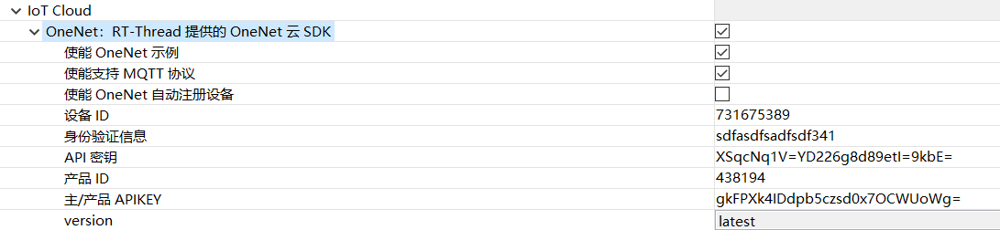 IoT Cloud
OneNet：RT-Thread 提供的 OneNet 云 SDK
使能 OneNet 示例
使能支持 MQTT 协议
使能 OneNet 自动注册设备
设备 ID 731675389
身份验证信息 sdfasdfsadfsdf341
API 密钥 XSqcNq1V=YD226g8d89etI=9kbE=
产品 ID 438194
主/产品 APIKEY gkFPXk4IDdpb5czsd0x7OCWUoWg=
version latest